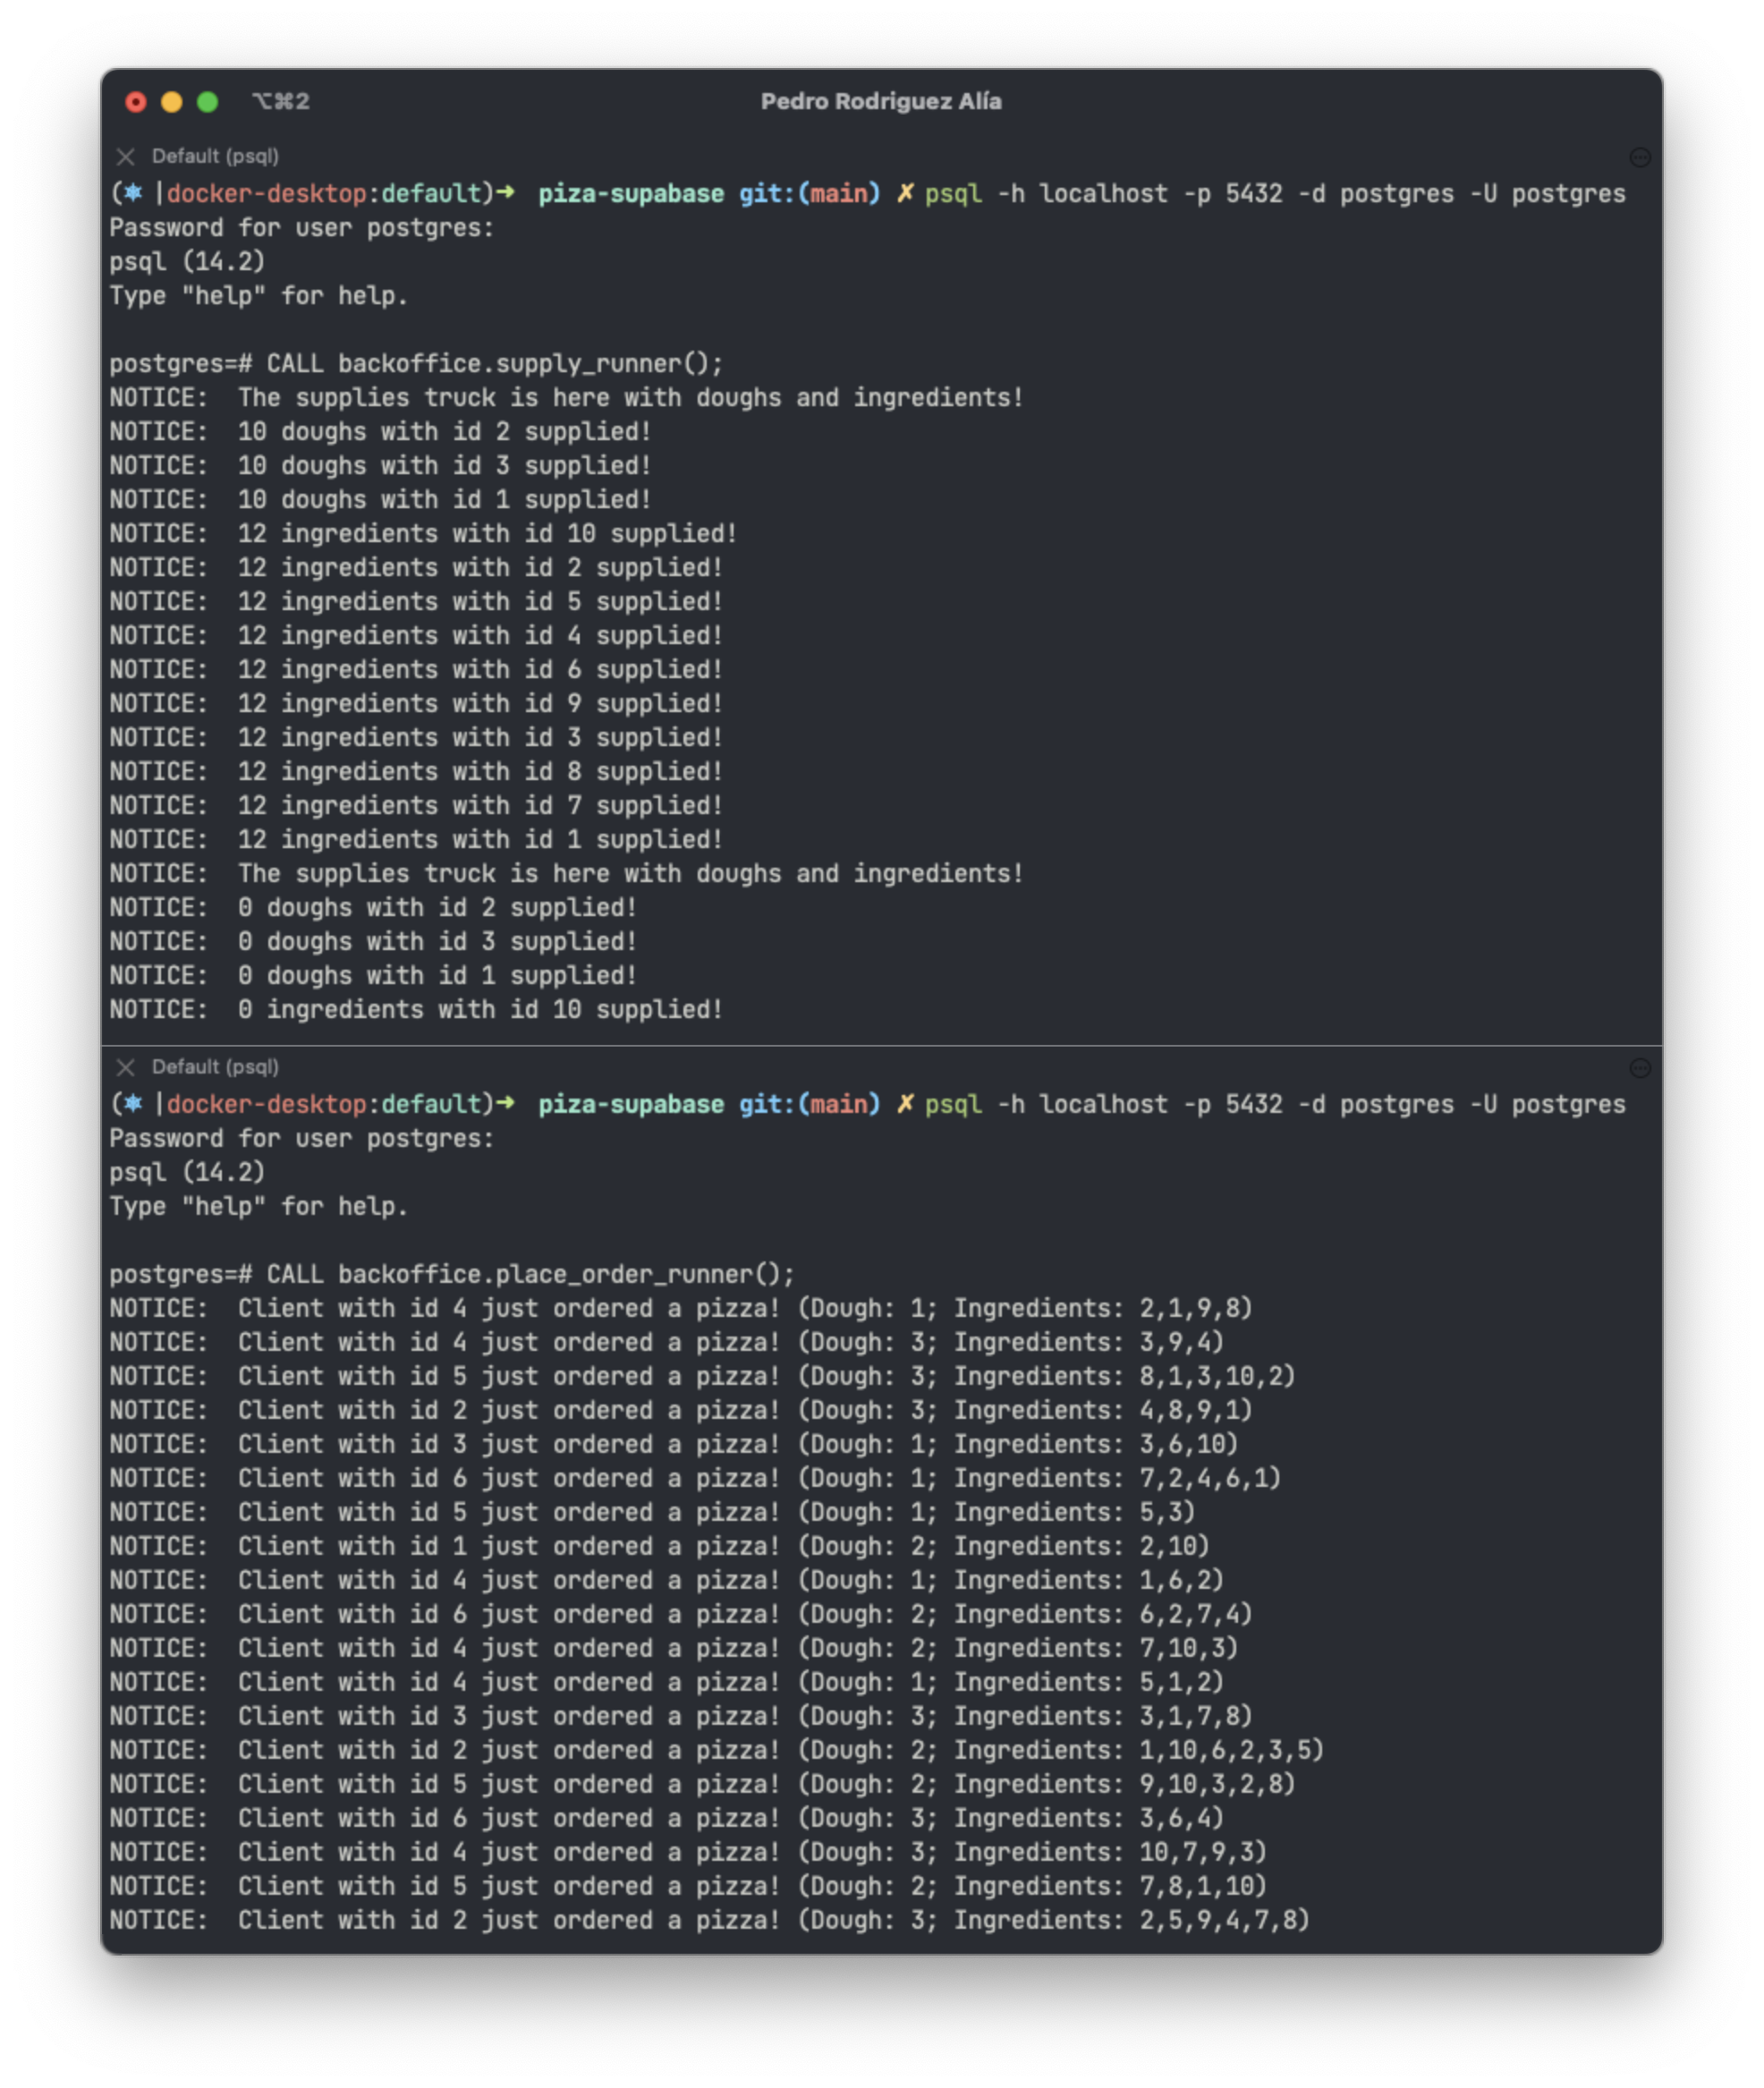 ⌥⌘2
Pedro Rodriguez Alía
Default (psql)
(⎈ |docker-desktop:default)➜ piza-supabase git:(main) ✗ psql -h localhost -p 5432 -d postgres -U postgres
Password for user postgres:
psql (14.2)
Type "help" for help.
postgres=# CALL backoffice.supply_runner();
NOTICE:  The supplies truck is here with doughs and ingredients!
NOTICE:  10 doughs with id 2 supplied!
NOTICE:  10 doughs with id 3 supplied!
NOTICE:  10 doughs with id 1 supplied!
NOTICE:  12 ingredients with id 10 supplied!
NOTICE:  12 ingredients with id 2 supplied!
NOTICE:  12 ingredients with id 5 supplied!
NOTICE:  12 ingredients with id 4 supplied!
NOTICE:  12 ingredients with id 6 supplied!
NOTICE:  12 ingredients with id 9 supplied!
NOTICE:  12 ingredients with id 3 supplied!
NOTICE:  12 ingredients with id 8 supplied!
NOTICE:  12 ingredients with id 7 supplied!
NOTICE:  12 ingredients with id 1 supplied!
NOTICE:  The supplies truck is here with doughs and ingredients!
NOTICE:  0 doughs with id 2 supplied!
NOTICE:  0 doughs with id 3 supplied!
NOTICE:  0 doughs with id 1 supplied!
NOTICE:  0 ingredients with id 10 supplied!
Default (psql)
(⎈ |docker-desktop:default)➜ piza-supabase git:(main) ✗ psql -h localhost -p 5432 -d postgres -U postgres
Password for user postgres:
psql (14.2)
Type "help" for help.
postgres=# CALL backoffice.place_order_runner();
NOTICE:  Client with id 4 just ordered a pizza! (Dough: 1; Ingredients: 2,1,9,8)
NOTICE:  Client with id 4 just ordered a pizza! (Dough: 3; Ingredients: 3,9,4)
NOTICE:  Client with id 5 just ordered a pizza! (Dough: 3; Ingredients: 8,1,3,10,2)
NOTICE:  Client with id 2 just ordered a pizza! (Dough: 3; Ingredients: 4,8,9,1)
NOTICE:  Client with id 3 just ordered a pizza! (Dough: 1; Ingredients: 3,6,10)
NOTICE:  Client with id 6 just ordered a pizza! (Dough: 1; Ingredients: 7,2,4,6,1)
NOTICE:  Client with id 5 just ordered a pizza! (Dough: 1; Ingredients: 5,3)
NOTICE:  Client with id 1 just ordered a pizza! (Dough: 2; Ingredients: 2,10)
NOTICE:  Client with id 4 just ordered a pizza! (Dough: 1; Ingredients: 1,6,2)
NOTICE:  Client with id 6 just ordered a pizza! (Dough: 2; Ingredients: 6,2,7,4)
NOTICE:  Client with id 4 just ordered a pizza! (Dough: 2; Ingredients: 7,10,3)
NOTICE:  Client with id 4 just ordered a pizza! (Dough: 1; Ingredients: 5,1,2)
NOTICE:  Client with id 3 just ordered a pizza! (Dough: 3; Ingredients: 3,1,7,8)
NOTICE:  Client with id 2 just ordered a pizza! (Dough: 2; Ingredients: 1,10,6,2,3,5)
NOTICE:  Client with id 5 just ordered a pizza! (Dough: 2; Ingredients: 9,10,3,2,8)
NOTICE:  Client with id 6 just ordered a pizza! (Dough: 3; Ingredients: 3,6,4)
NOTICE:  Client with id 4 just ordered a pizza! (Dough: 3; Ingredients: 10,7,9,3)
NOTICE:  Client with id 5 just ordered a pizza! (Dough: 2; Ingredients: 7,8,1,10)
NOTICE:  Client with id 2 just ordered a pizza! (Dough: 3; Ingredients: 2,5,9,4,7,8)